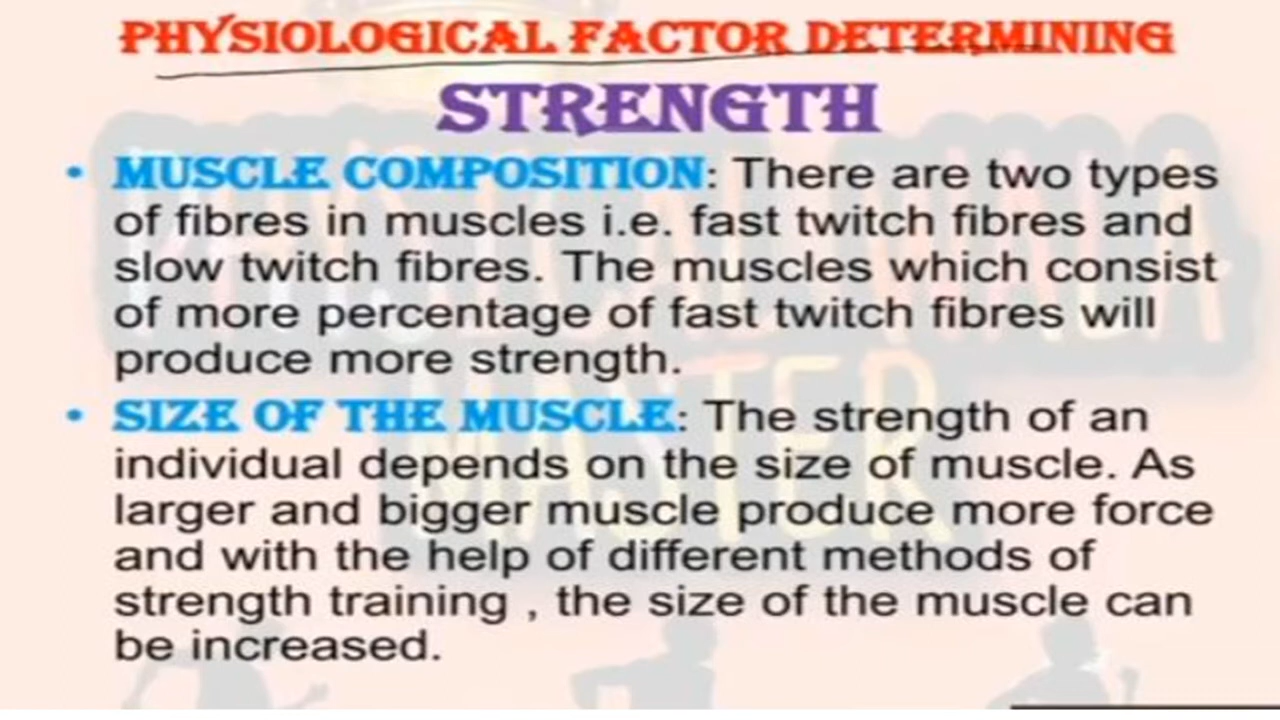 PHYSIOLOGICAL FACTOR DETERMINING
STRENGTH
• MUSCLE COMPOSITION: There are two types
of fibres in muscles i.e. fast twitch fibres and
slow twitch fibres. The muscles which consist
of more percentage of fast twitch fibres will
produce more strength.
• SIZE OF THE MUSCLE: The strength of an
individual depends on the size of muscle. As
larger and bigger muscle produce more force
and with the help of different methods of
strength training , the size of the muscle can
be increased.